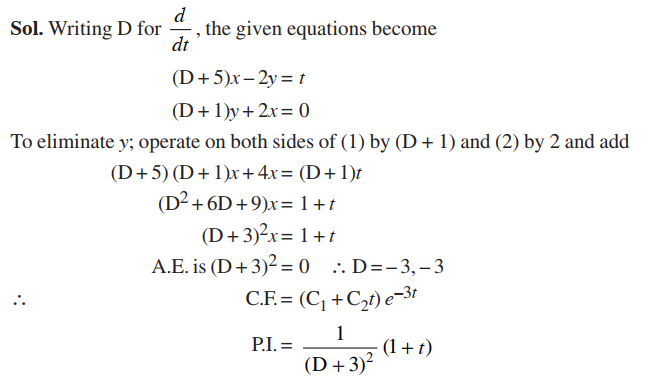 Sol. Writing D for d/dt, the given equations become
(D + 5)x – 2y = t
(D + 1)y + 2x = 0
To eliminate y; operate on both sides of (1) by (D + 1) and (2) by 2 and add
(D + 5) (D + 1)x + 4x = (D + 1)t
(D² + 6D + 9)x = 1 + t
(D + 3)²x = 1 + t
A.E. is (D + 3)² = 0 ∴ D = – 3, – 3
∴ C.F. = (C₁ + C₂t) e⁻³ᵗ
P.I. = 1/(D + 3)² (1 + t)